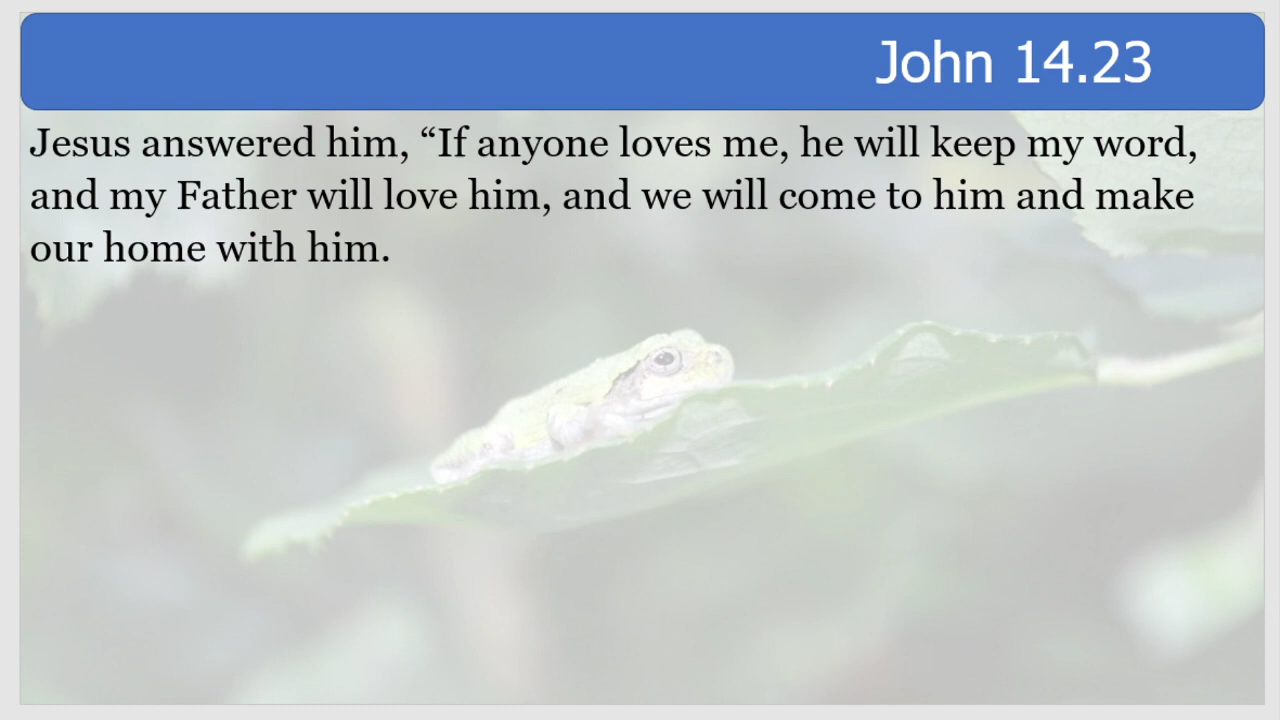 John 14.23
Jesus answered him, “If anyone loves me, he will keep my word,
and my Father will love him, and we will come to him and make
our home with him.